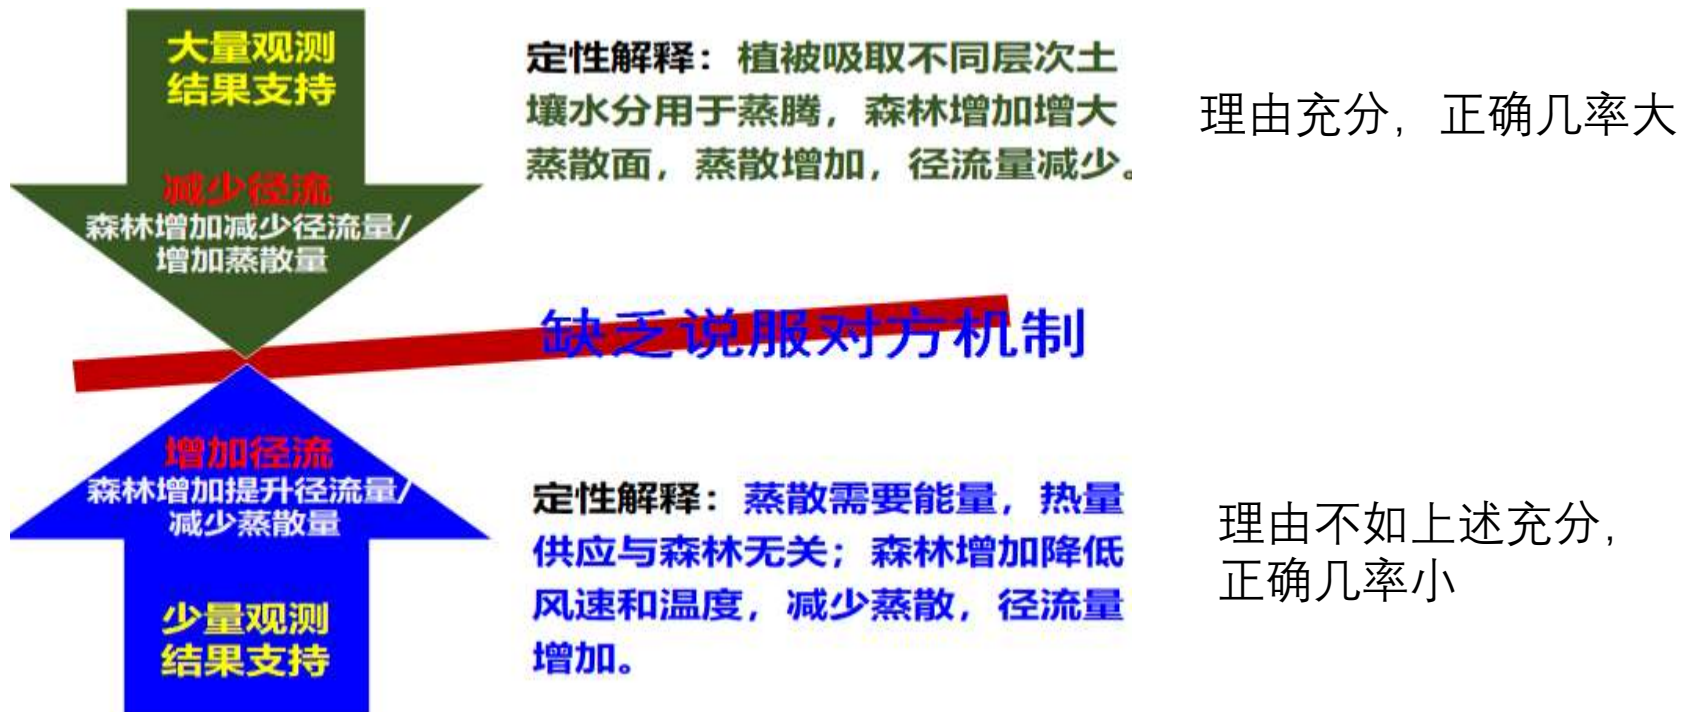 大量观测
结果支持
减少径流
森林增加减少径流量/
增加蒸散量
定性解释：植被吸取不同层次土
壤水分用于蒸腾，森林增加增大
蒸散面，蒸散增加，径流量减少。
理由充分，正确几率大
缺乏说服对方机制
增加径流
森林增加提升径流量/
减少蒸散量
少量观测
结果支持
定性解释：蒸散需要能量，热量
供应与森林无关；森林增加降低
风速和温度，减少蒸散，径流量
增加。
理由不如上述充分，
正确几率小